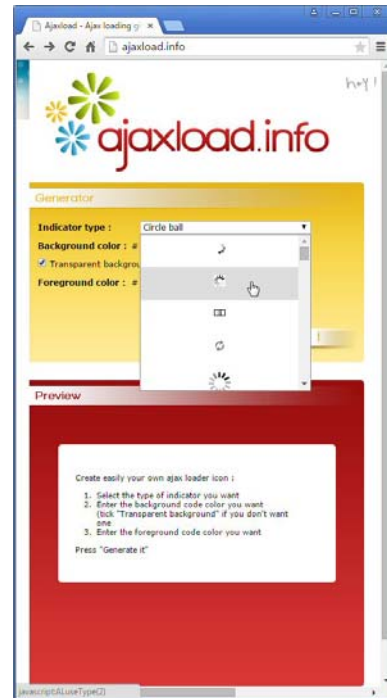 Ajaxload - Ajax loading gi
ajaxload.info
hey!
ajaxload.info
Generator
Indicator type :
Circle ball
Background color : #
Transparent backgrou
Foreground color : #
!
Preview
Create easily your own ajax loader icon :
1. Select the type of indicator you want
2. Enter the background code color you want
(tick "Transparent background" if you don't want
one
3. Enter the foreground code color you want
Press "Generate it"
javascript:ALuseType(2)